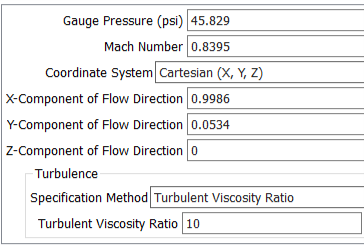 Gauge Pressure (psi) 45.829
Mach Number 0.8395
Coordinate System Cartesian (X, Y, Z)
X-Component of Flow Direction 0.9986
Y-Component of Flow Direction 0.0534
Z-Component of Flow Direction 0
Turbulence
Specification Method Turbulent Viscosity Ratio
Turbulent Viscosity Ratio 10